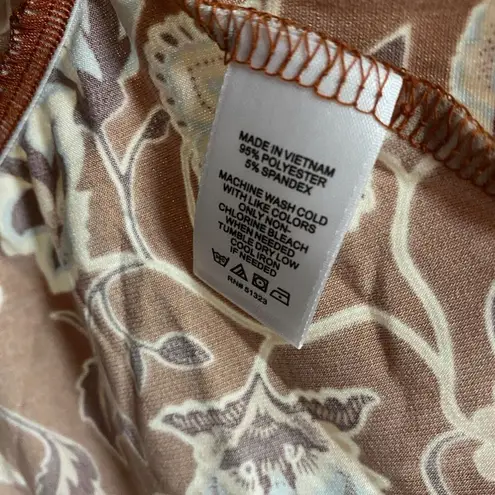 MADE IN VIETNAM
95% POLYESTER
5% SPANDEX
MACHINE WASH COLD
WITH LIKE COLORS
ONLY NON-
CHLORINE BLEACH
WHEN NEEDED
TUMBLE DRY LOW
COOL IRON
IF NEEDED
RN# 51323